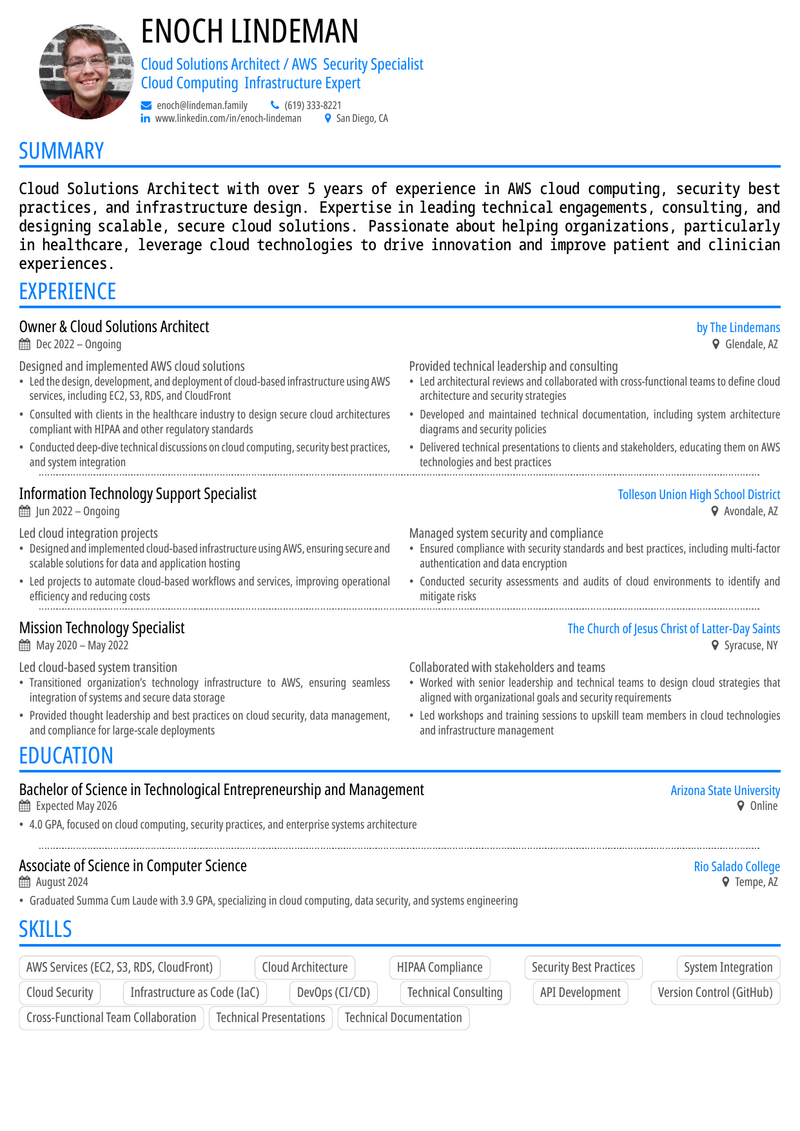 ENOCH LINDEMAN
Cloud Solutions Architect / AWS Security Specialist
Cloud Computing Infrastructure Expert
enoch@lindeman.family (619) 333-8221
www.linkedin.com/in/enoch-lindeman San Diego, CA
SUMMARY
Cloud Solutions Architect with over 5 years of experience in AWS cloud computing, security best
practices, and infrastructure design. Expertise in leading technical engagements, consulting, and
designing scalable, secure cloud solutions. Passionate about helping organizations, particularly
in healthcare, leverage cloud technologies to drive innovation and improve patient and clinician
experiences.
EXPERIENCE
Owner & Cloud Solutions Architect by The Lindemans
Dec 2022 – Ongoing Glendale, AZ
Designed and implemented AWS cloud solutions
• Led the design, development, and deployment of cloud-based infrastructure using AWS
services, including EC2, S3, RDS, and CloudFront
• Consulted with clients in the healthcare industry to design secure cloud architectures
compliant with HIPAA and other regulatory standards
• Conducted deep-dive technical discussions on cloud computing, security best practices,
and system integration
Provided technical leadership and consulting
• Led architectural reviews and collaborated with cross-functional teams to define cloud
architecture and security strategies
• Developed and maintained technical documentation, including system architecture
diagrams and security policies
• Delivered technical presentations to clients and stakeholders, educating them on AWS
technologies and best practices
Information Technology Support Specialist Tolleson Union High School District
Jun 2022 – Ongoing Avondale, AZ
Led cloud integration projects
• Designed and implemented cloud-based infrastructure using AWS, ensuring secure and
scalable solutions for data and application hosting
• Led projects to automate cloud-based workflows and services, improving operational
efficiency and reducing costs
Managed system security and compliance
• Ensured compliance with security standards and best practices, including multi-factor
authentication and data encryption
• Conducted security assessments and audits of cloud environments to identify and
mitigate risks
Mission Technology Specialist The Church of Jesus Christ of Latter-Day Saints
May 2020 – May 2022 Syracuse, NY
Led cloud-based system transition
• Transitioned organization's technology infrastructure to AWS, ensuring seamless
integration of systems and secure data storage
• Provided thought leadership and best practices on cloud security, data management,
and compliance for large-scale deployments
Collaborated with stakeholders and teams
• Worked with senior leadership and technical teams to design cloud strategies that
aligned with organizational goals and security requirements
• Led workshops and training sessions to upskill team members in cloud technologies
and infrastructure management
EDUCATION
Bachelor of Science in Technological Entrepreneurship and Management Arizona State University
Expected May 2026 Online
• 4.0 GPA, focused on cloud computing, security practices, and enterprise systems architecture
Associate of Science in Computer Science Rio Salado College
August 2024 Tempe, AZ
• Graduated Summa Cum Laude with 3.9 GPA, specializing in cloud computing, data security, and systems engineering
SKILLS
AWS Services (EC2, S3, RDS, CloudFront) Cloud Architecture HIPAA Compliance Security Best Practices System Integration
Cloud Security Infrastructure as Code (IaC) DevOps (CI/CD) Technical Consulting API Development Version Control (GitHub)
Cross-Functional Team Collaboration Technical Presentations Technical Documentation